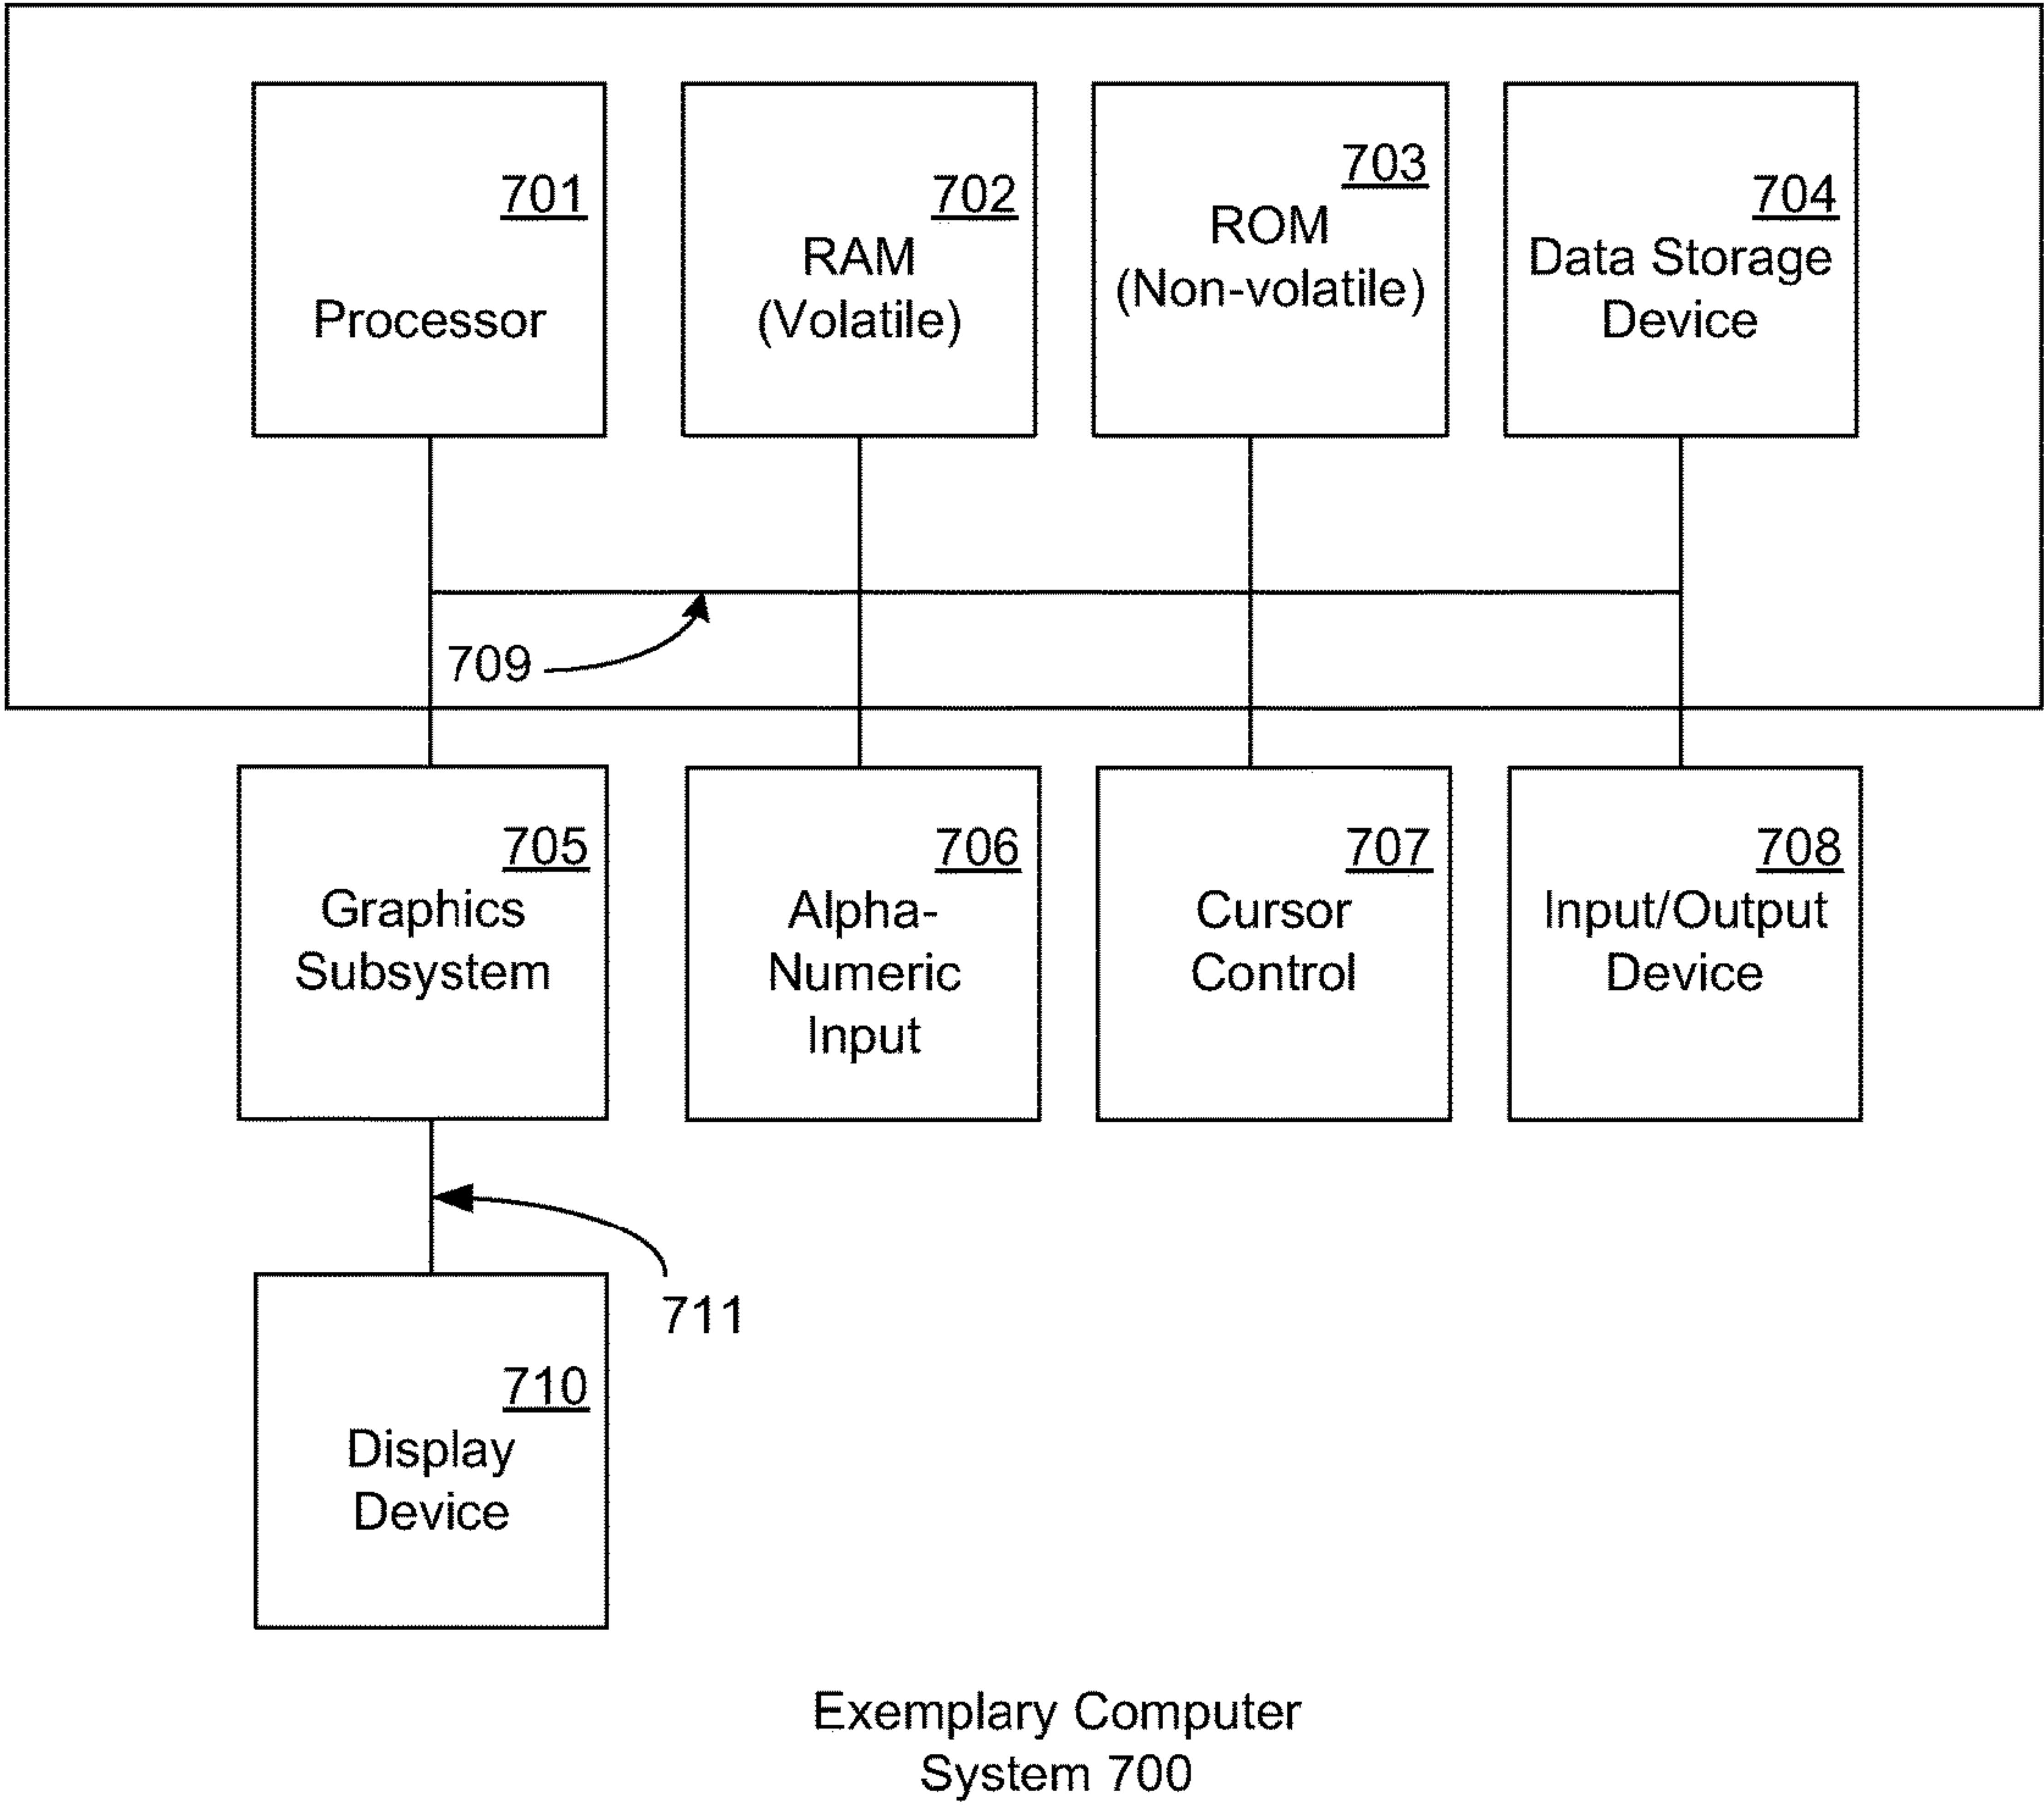 701
Processor
702
RAM
(Volatile)
703
ROM
(Non-volatile)
704
Data Storage
Device
709
705
Graphics
Subsystem
706
Alpha-
Numeric
Input
707
Cursor
Control
708
Input/Output
Device
711
710
Display
Device
Exemplary Computer
System 700